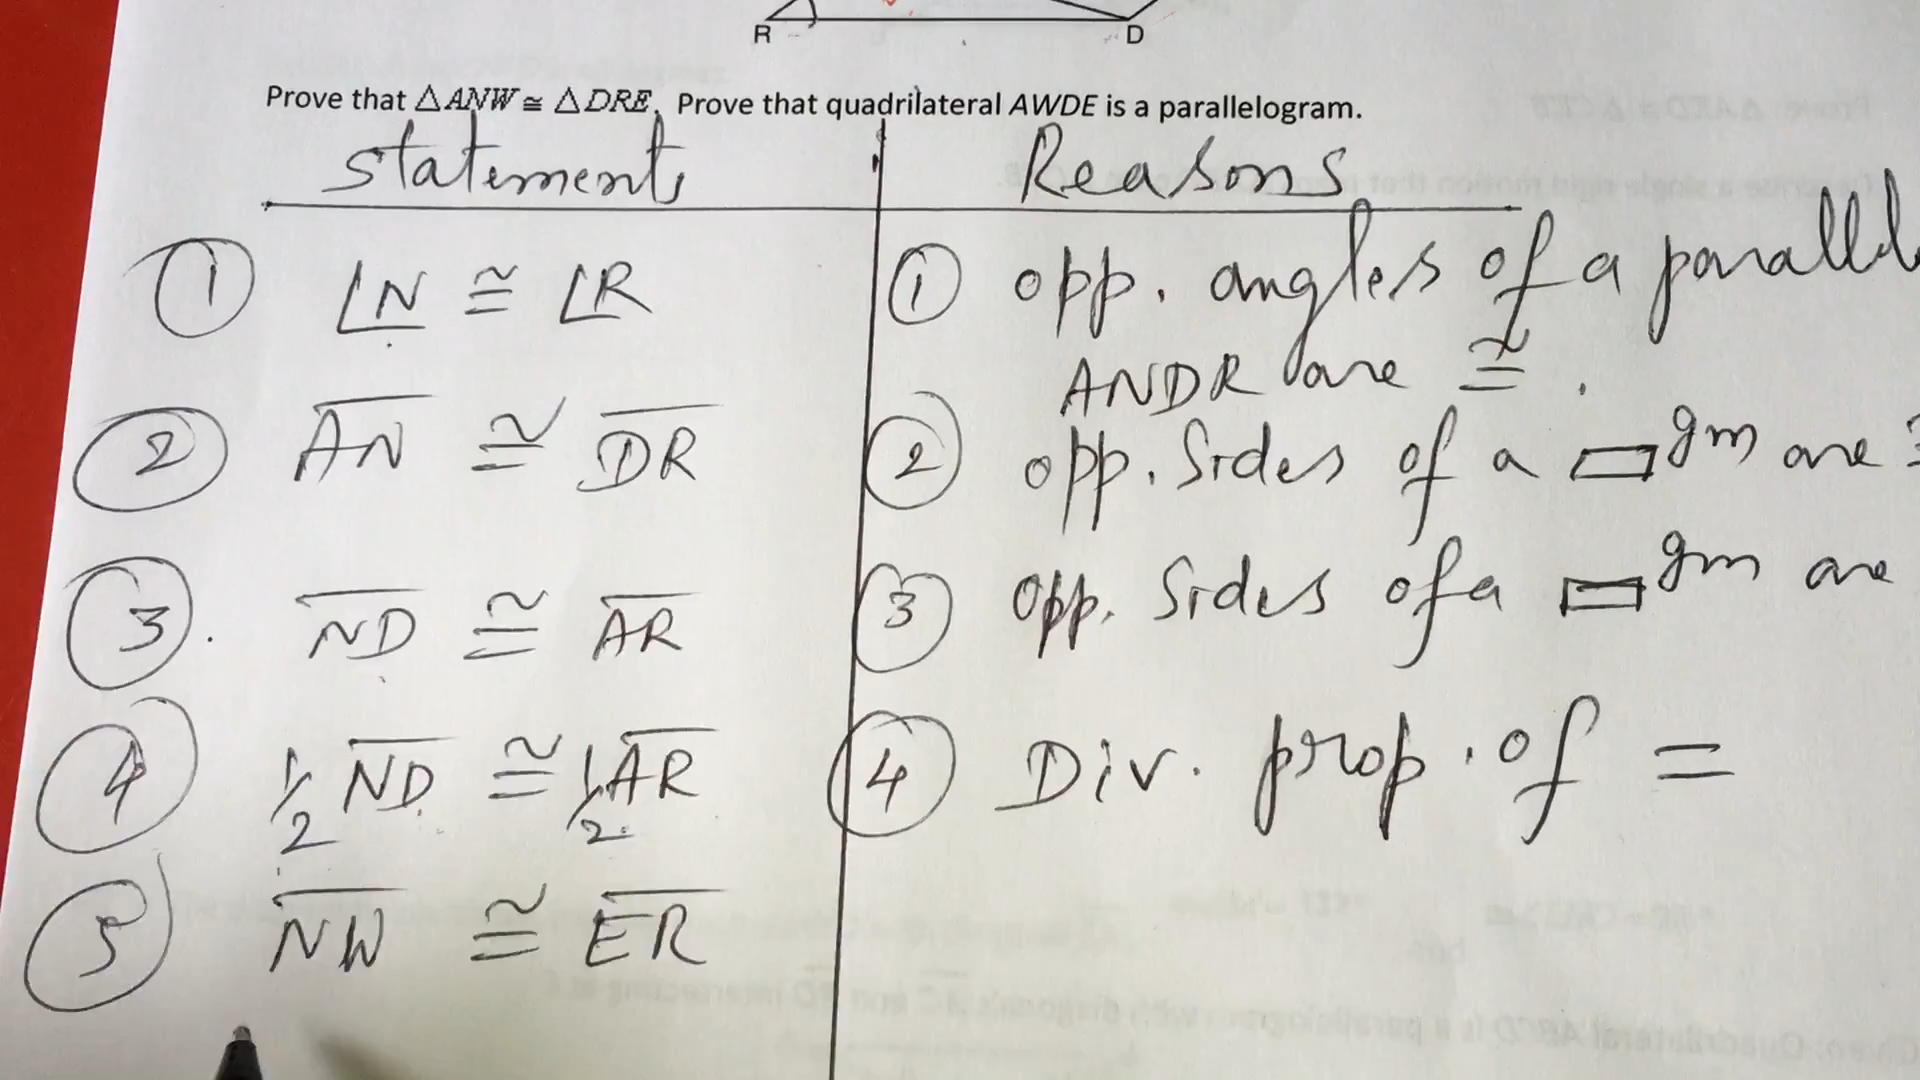 R D
Prove that △ANW ≅ △DRE. Prove that quadrilateral AWDE is a parallelogram.
Statements Reasons
① ∠N ≅ ∠R ① opp. angles of a parallel
ANDR are ≅.
② AN ≅ DR ② opp. Sides of a ▱gm are
③. ND ≅ AR ③ opp. Sides of a ▱gm are
④ 1/2 ND ≅ 1/2 AR ④ Div. prop. of =
⑤ NW ≅ ER